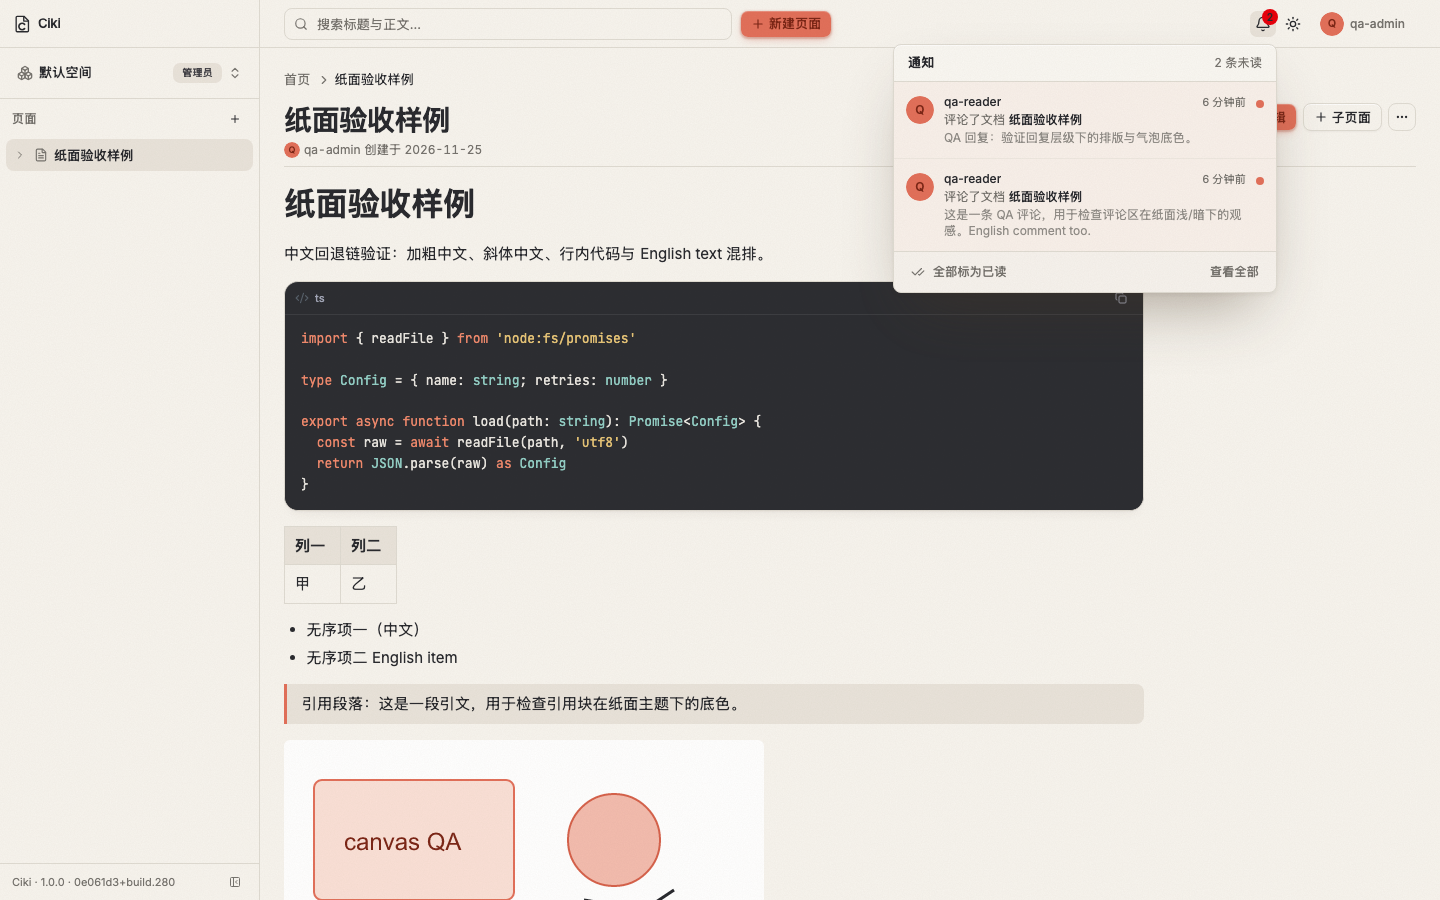 Ciki
搜索标题与正文...
新建页面
2
Q qa-admin
默认空间
管理员
页面
纸面验收样例
首页 > 纸面验收样例
纸面验收样例
Q qa-admin 创建于 2026-11-25
辑
子页面
通知
2 条未读
Q
qa-reader
6 分钟前
评论了文档 纸面验收样例
QA 回复：验证回复层级下的排版与气泡底色。
Q
qa-reader
6 分钟前
评论了文档 纸面验收样例
这是一条 QA 评论，用于检查评论区在纸面浅/暗下的观
感。English comment too.
全部标为已读
查看全部
纸面验收样例
中文回退链验证：加粗中文、斜体中文、行内代码与 English text 混排。
ts
import { readFile } from 'node:fs/promises'
type Config = { name: string; retries: number }
export async function load(path: string): Promise<Config> {
const raw = await readFile(path, 'utf8')
return JSON.parse(raw) as Config
}
列一 列二
甲 乙
无序项一（中文）
无序项二 English item
引用段落：这是一段引文，用于检查引用块在纸面主题下的底色。
canvas QA
Ciki · 1.0.0 · 0e061d3+build.280